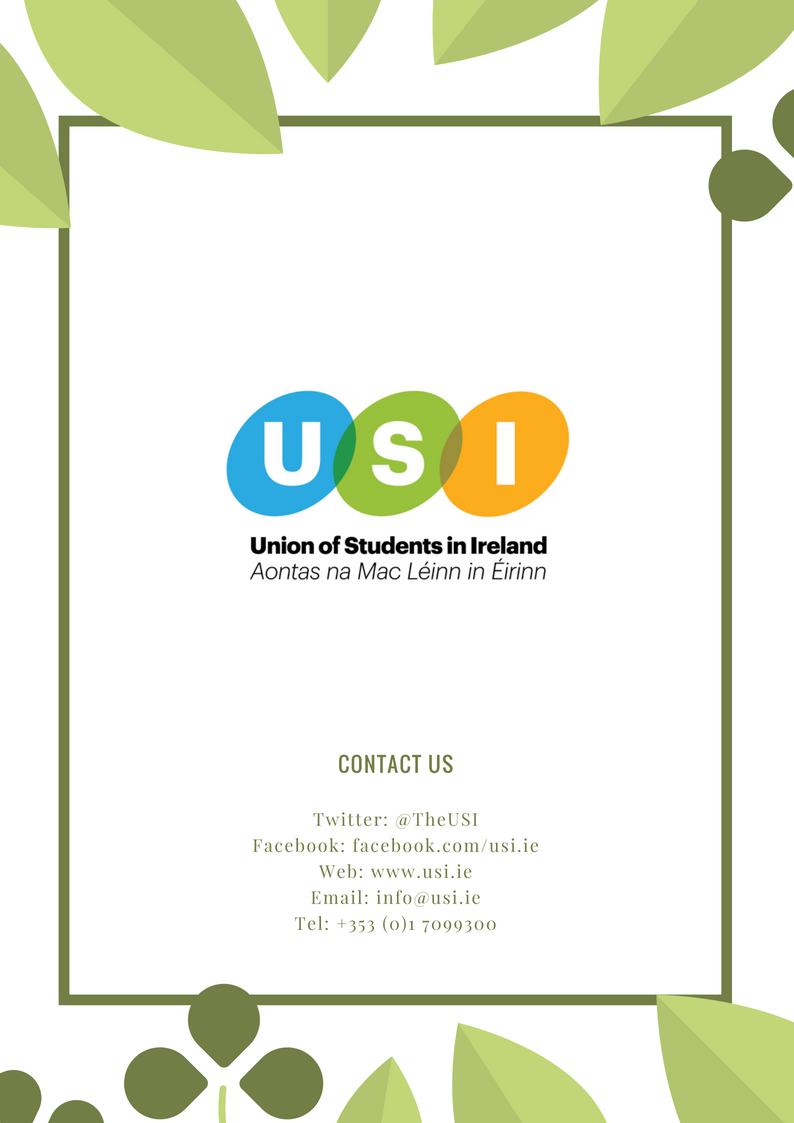 USI
Union of Students in Ireland
Aontas na Mac Léinn in Éirinn
CONTACT US
Twitter: @TheUSI
Facebook: facebook.com/usi.ie
Web: www.usi.ie
Email: info@usi.ie
Tel: +353 (0)1 7099300